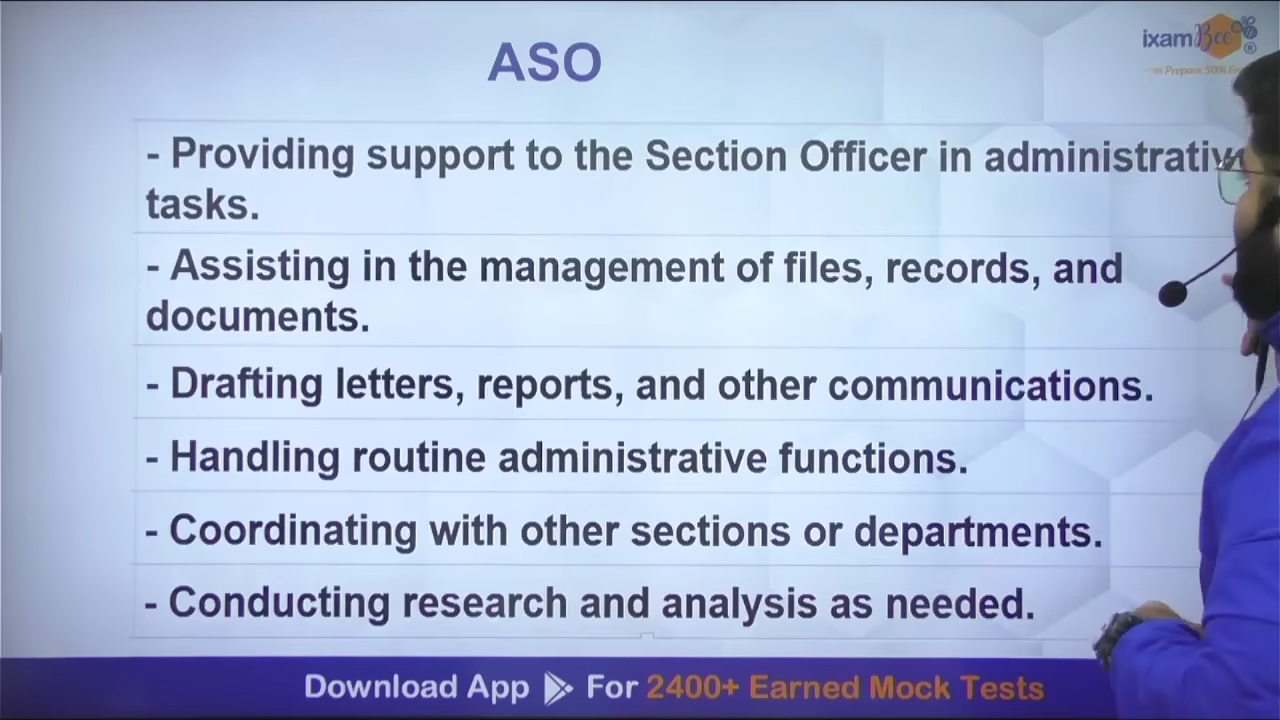 ASO
ixamBee
®
- Providing support to the Section Officer in administrative
tasks.
- Assisting in the management of files, records, and
documents.
- Drafting letters, reports, and other communications.
- Handling routine administrative functions.
- Coordinating with other sections or departments.
- Conducting research and analysis as needed.
Download App For 2400+ Earned Mock Tests